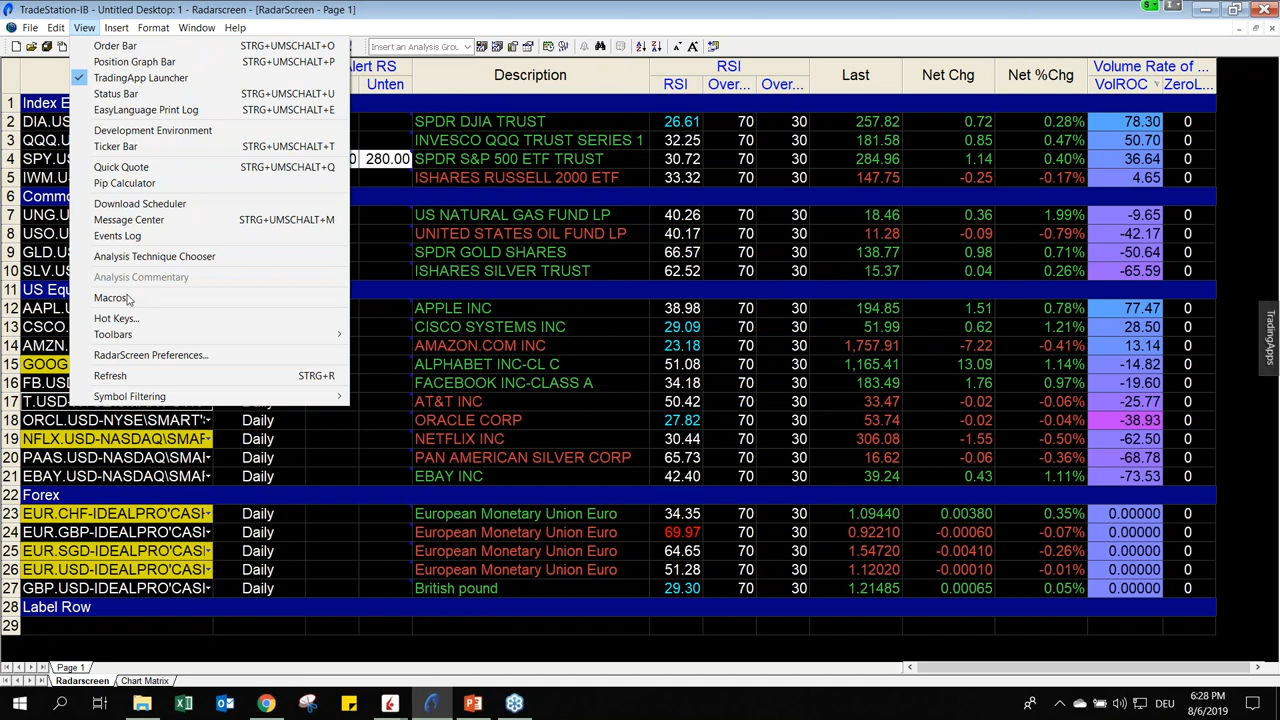 TradeStation-IB - Untitled Desktop: 1 - Radarscreen - [RadarScreen - Page 1]
File Edit View Insert Format Window Help
Insert an Analysis Grou
Order Bar STRG+UMSCHALT+O
Position Graph Bar STRG+UMSCHALT+P
TradingApp Launcher
Status Bar STRG+UMSCHALT+U
EasyLanguage Print Log STRG+UMSCHALT+E
Development Environment
Ticker Bar STRG+UMSCHALT+T
Quick Quote STRG+UMSCHALT+Q
Pip Calculator
Download Scheduler
Message Center STRG+UMSCHALT+M
Events Log
Analysis Technique Chooser
Analysis Commentary
Macros
Hot Keys...
Toolbars
RadarScreen Preferences...
Refresh STRG+R
Symbol Filtering
lert RS Description RSI Last Net Chg Net %Chg Volume Rate of ...
Unten RSI Over... Over... VolROC ZeroL...
1 Index E
2 DIA.U SPDR DJIA TRUST 26.61 70 30 257.82 0.72 0.28% 78.30 0
3 QQQ. INVESCO QQQ TRUST SERIES 1 32.25 70 30 181.58 0.85 0.47% 50.70 0
4 SPY.U 0 280.00 SPDR S&P 500 ETF TRUST 30.72 70 30 284.96 1.14 0.40% 36.64 0
5 IWM.U ISHARES RUSSELL 2000 ETF 33.32 70 30 147.75 -0.25 -0.17% 4.65 0
6 Commo
7 UNG.U US NATURAL GAS FUND LP 40.26 70 30 18.46 0.36 1.99% -9.65 0
8 USO.U UNITED STATES OIL FUND LP 40.17 70 30 11.28 -0.09 -0.79% -42.17 0
9 GLD.U SPDR GOLD SHARES 66.57 70 30 138.77 0.98 0.71% -50.64 0
10 SLV.U ISHARES SILVER TRUST 62.52 70 30 15.37 0.04 0.26% -65.59 0
11 US Equ
12 AAPL.U APPLE INC 38.98 70 30 194.85 1.51 0.78% 77.47 0
13 CSCO. CISCO SYSTEMS INC 29.09 70 30 51.99 0.62 1.21% 28.50 0
14 AMZN. AMAZON.COM INC 23.18 70 30 1,757.91 -7.22 -0.41% 13.14 0
15 GOOG ALPHABET INC-CL C 51.08 70 30 1,165.41 13.09 1.14% -14.82 0
16 FB.US FACEBOOK INC-CLASS A 34.18 70 30 183.49 1.76 0.97% -19.60 0
17 T.USD-NYSE\SMART'S Daily AT&T INC 50.42 70 30 33.47 -0.02 -0.06% -25.77 0
18 ORCL.USD-NYSE\SMART' Daily ORACLE CORP 27.82 70 30 53.74 -0.02 -0.04% -38.93 0
19 NFLX.USD-NASDAQ\SMAF Daily NETFLIX INC 30.44 70 30 306.08 -1.55 -0.50% -62.50 0
20 PAAS.USD-NASDAQ\SMAF Daily PAN AMERICAN SILVER CORP 65.73 70 30 16.62 -0.06 -0.36% -68.78 0
21 EBAY.USD-NASDAQ\SMAF Daily EBAY INC 42.40 70 30 39.24 0.43 1.11% -73.53 0
22 Forex
23 EUR.CHF-IDEALPRO'CASI Daily European Monetary Union Euro 34.35 70 30 1.09440 0.00380 0.35% 0.00000 0
24 EUR.GBP-IDEALPRO'CASI Daily European Monetary Union Euro 69.97 70 30 0.92210 -0.00060 -0.07% 0.00000 0
25 EUR.SGD-IDEALPRO'CASI Daily European Monetary Union Euro 64.65 70 30 1.54720 -0.00410 -0.26% 0.00000 0
26 EUR.USD-IDEALPRO'CASI Daily European Monetary Union Euro 51.28 70 30 1.12020 -0.00010 -0.01% 0.00000 0
27 GBP.USD-IDEALPRO'CASI Daily British pound 29.30 70 30 1.21485 0.00065 0.05% 0.00000 0
28 Label Row
29
TradingApps
Page 1
Radarscreen Chart Matrix
DEU
6:28 PM
8/6/2019